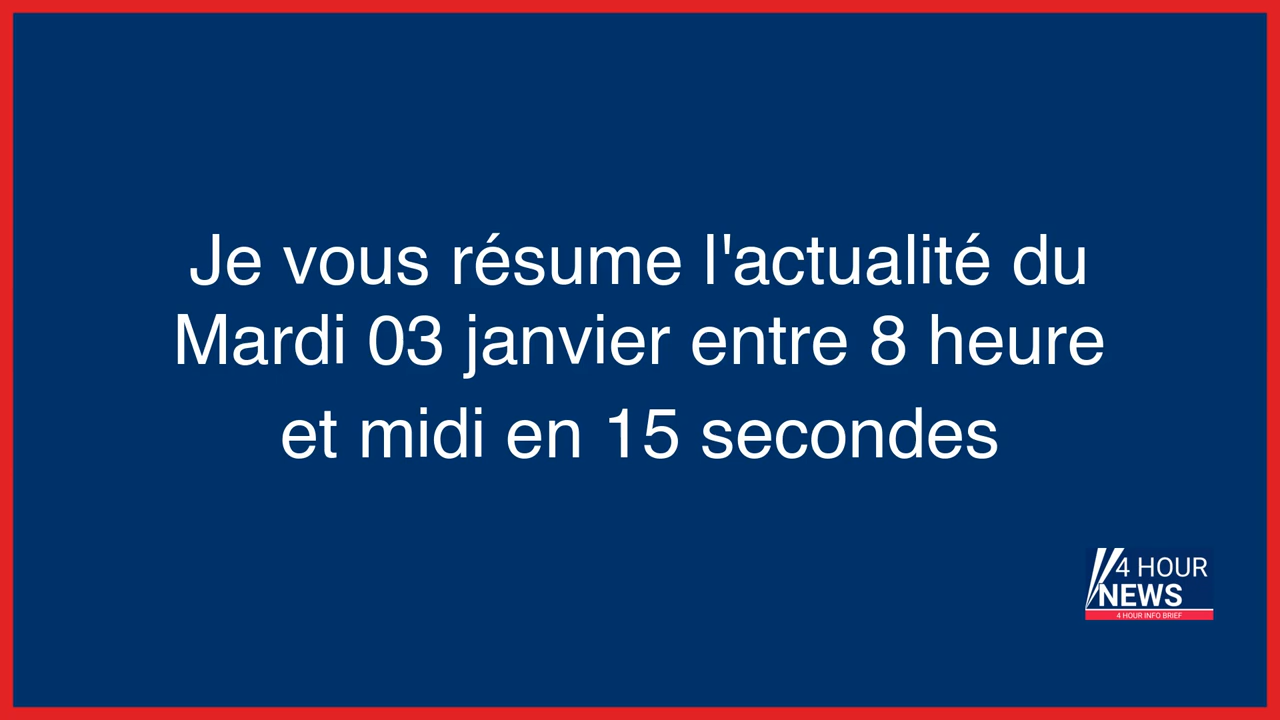 Je vous résume l'actualité du
Mardi 03 janvier entre 8 heure
et midi en 15 secondes
4 HOUR
NEWS
4 HOUR INFO BRIEF